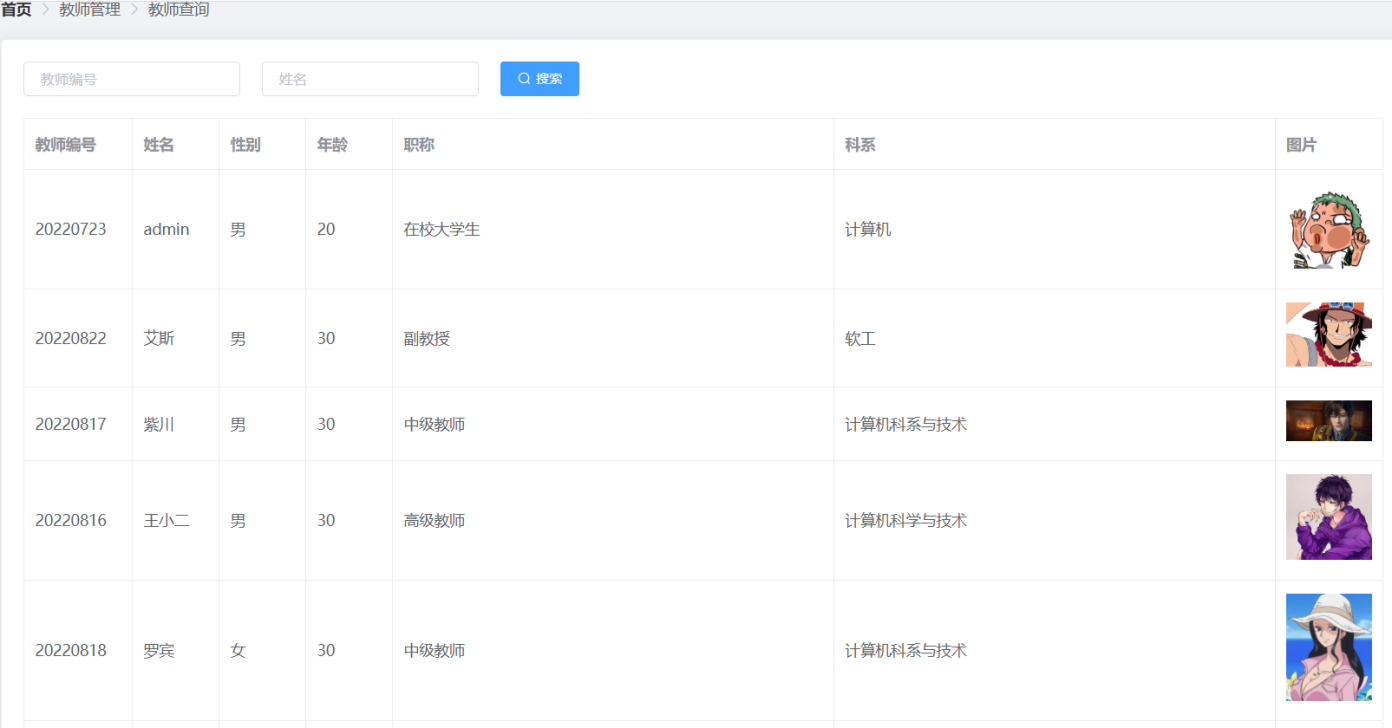 首页 > 教师管理 > 教师查询
教师编号 姓名 搜索
教师编号 姓名 性别 年龄 职称 科系 图片
20220723 admin 男 20 在校大学生 计算机
20220822 艾斯 男 30 副教授 软工
20220817 紫川 男 30 中级教师 计算机科系与技术
20220816 王小二 男 30 高级教师 计算机科学与技术
20220818 罗宾 女 30 中级教师 计算机科系与技术